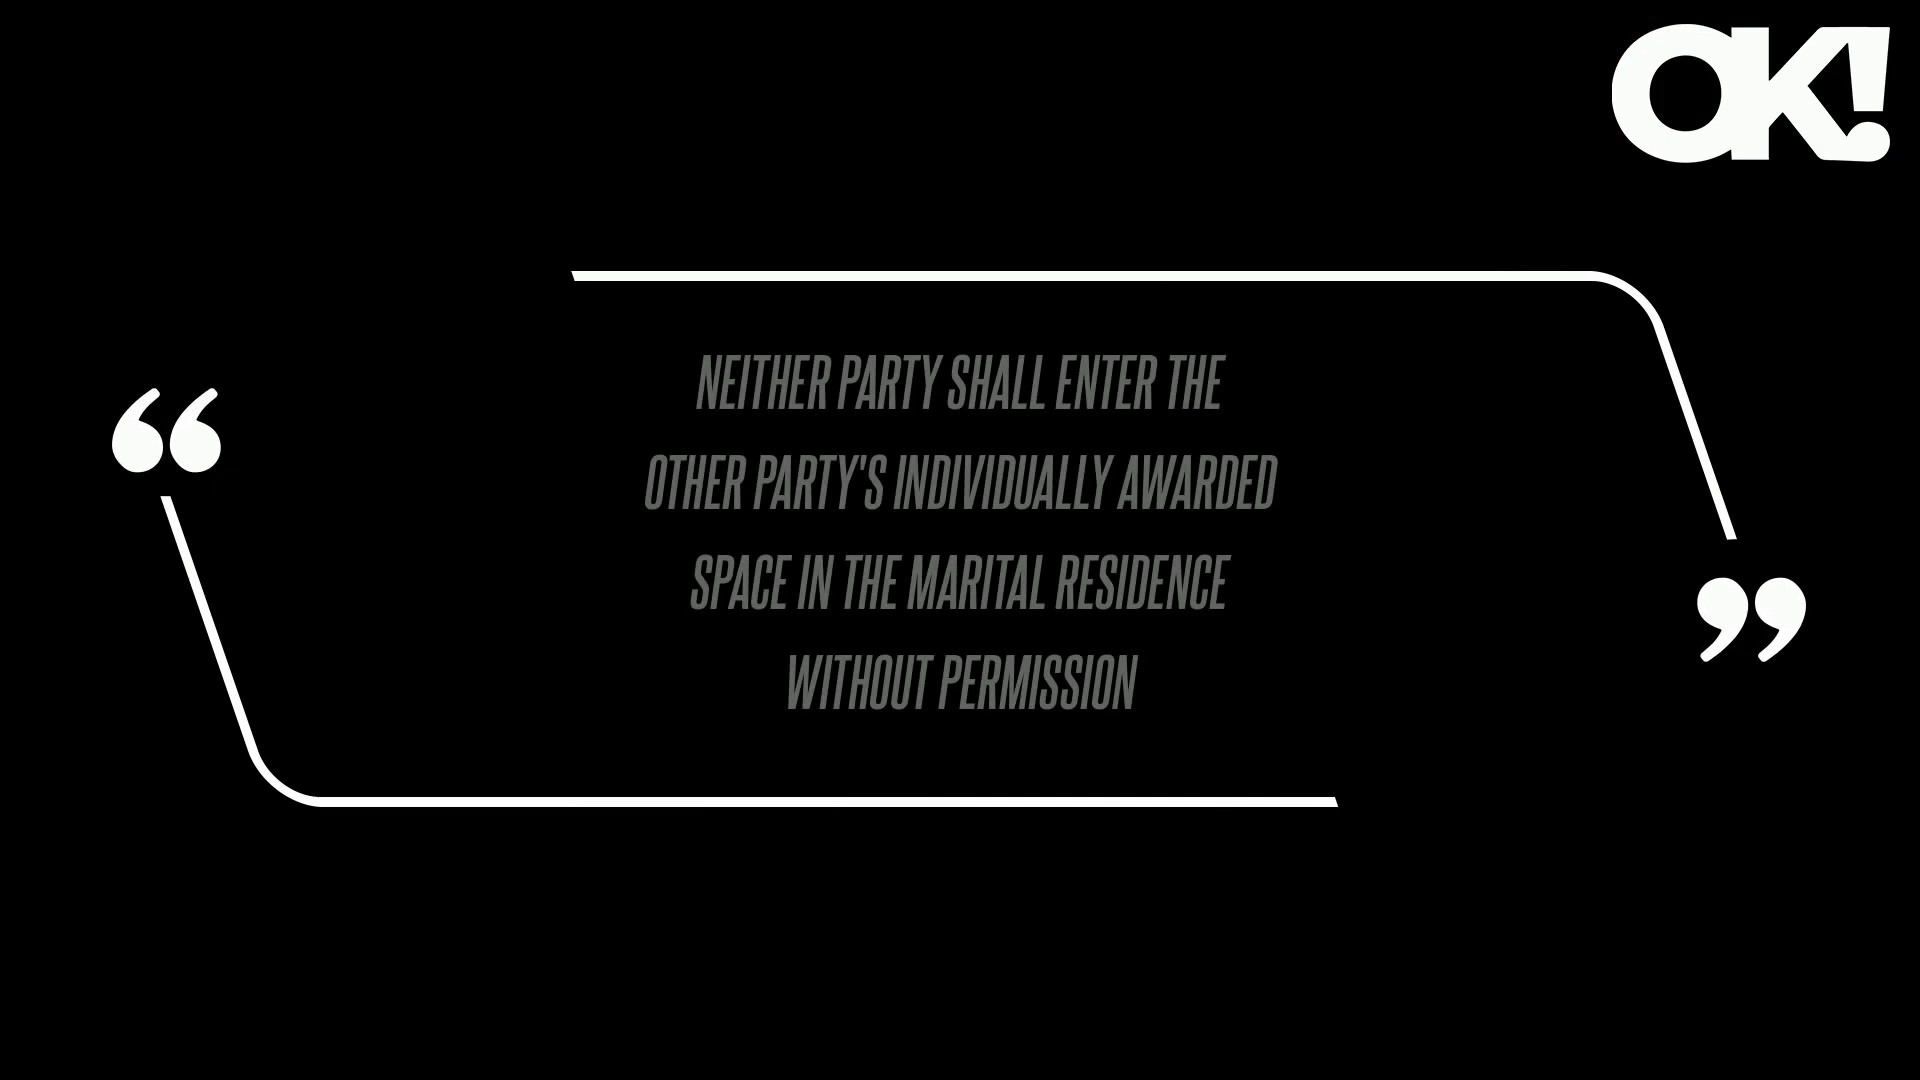 OK!
NEITHER PARTY SHALL ENTER THE
OTHER PARTY'S INDIVIDUALLY AWARDED
SPACE IN THE MARITAL RESIDENCE
WITHOUT PERMISSION